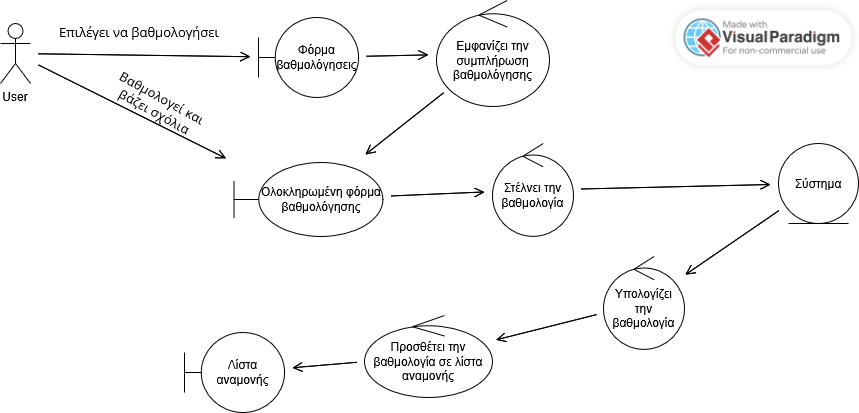 Επιλέγει να βαθμολογήσει
User
Φόρμα
βαθμολόγησεις
Εμφανίζει την
συμπλήρωση
βαθμολόγησης
Made with
VisualParadigm
For non-commercial use
Βαθμολογεί και
βάζει σχόλια
Ολοκληρωμένη φόρμα
βαθμολόγησης
Στέλνει την
βαθμολογία
Σύστημα
Υπολογίζει
την
βαθμολογία
Προσθέτει την
βαθμολογία σε λίστα
αναμονής
Λίστα
αναμονής